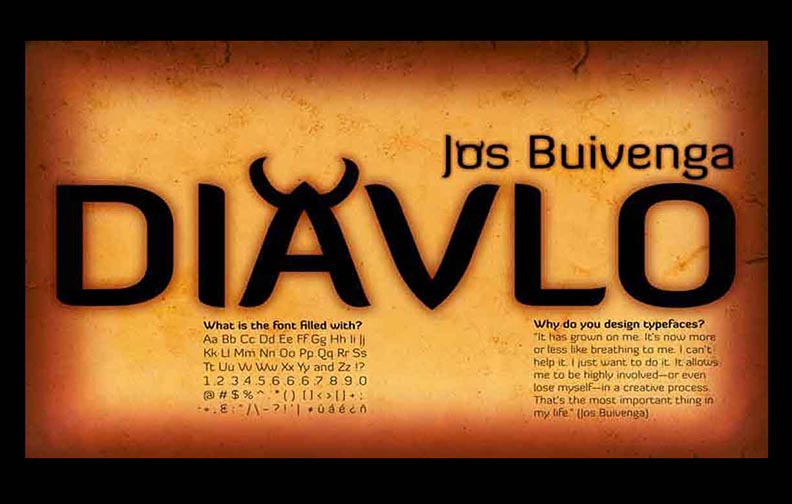 Jos Buivenga
DIAVLO
What is the font filled with?
Aa Bb Cc Dd Ee Ff Gg Hh Ii Jj
Kk Ll Mm Nn Oo Pp Qq Rr Ss
Tt Uu Vv Ww Xx Yy and Zz !?
1.2.3.4.5.6.6.6.7.8.9.0
@ # $ % ^ . * ( ) [ ] < > [ ] + ;
Why do you design typefaces?
"It has grown on me. It's now more
or less like breathing to me. I can't
help it. I just want to do it. It allows
me to be highly involved—or even
lose myself—in a creative process.
That's the most important thing in
my life." (Jos Buivenga)